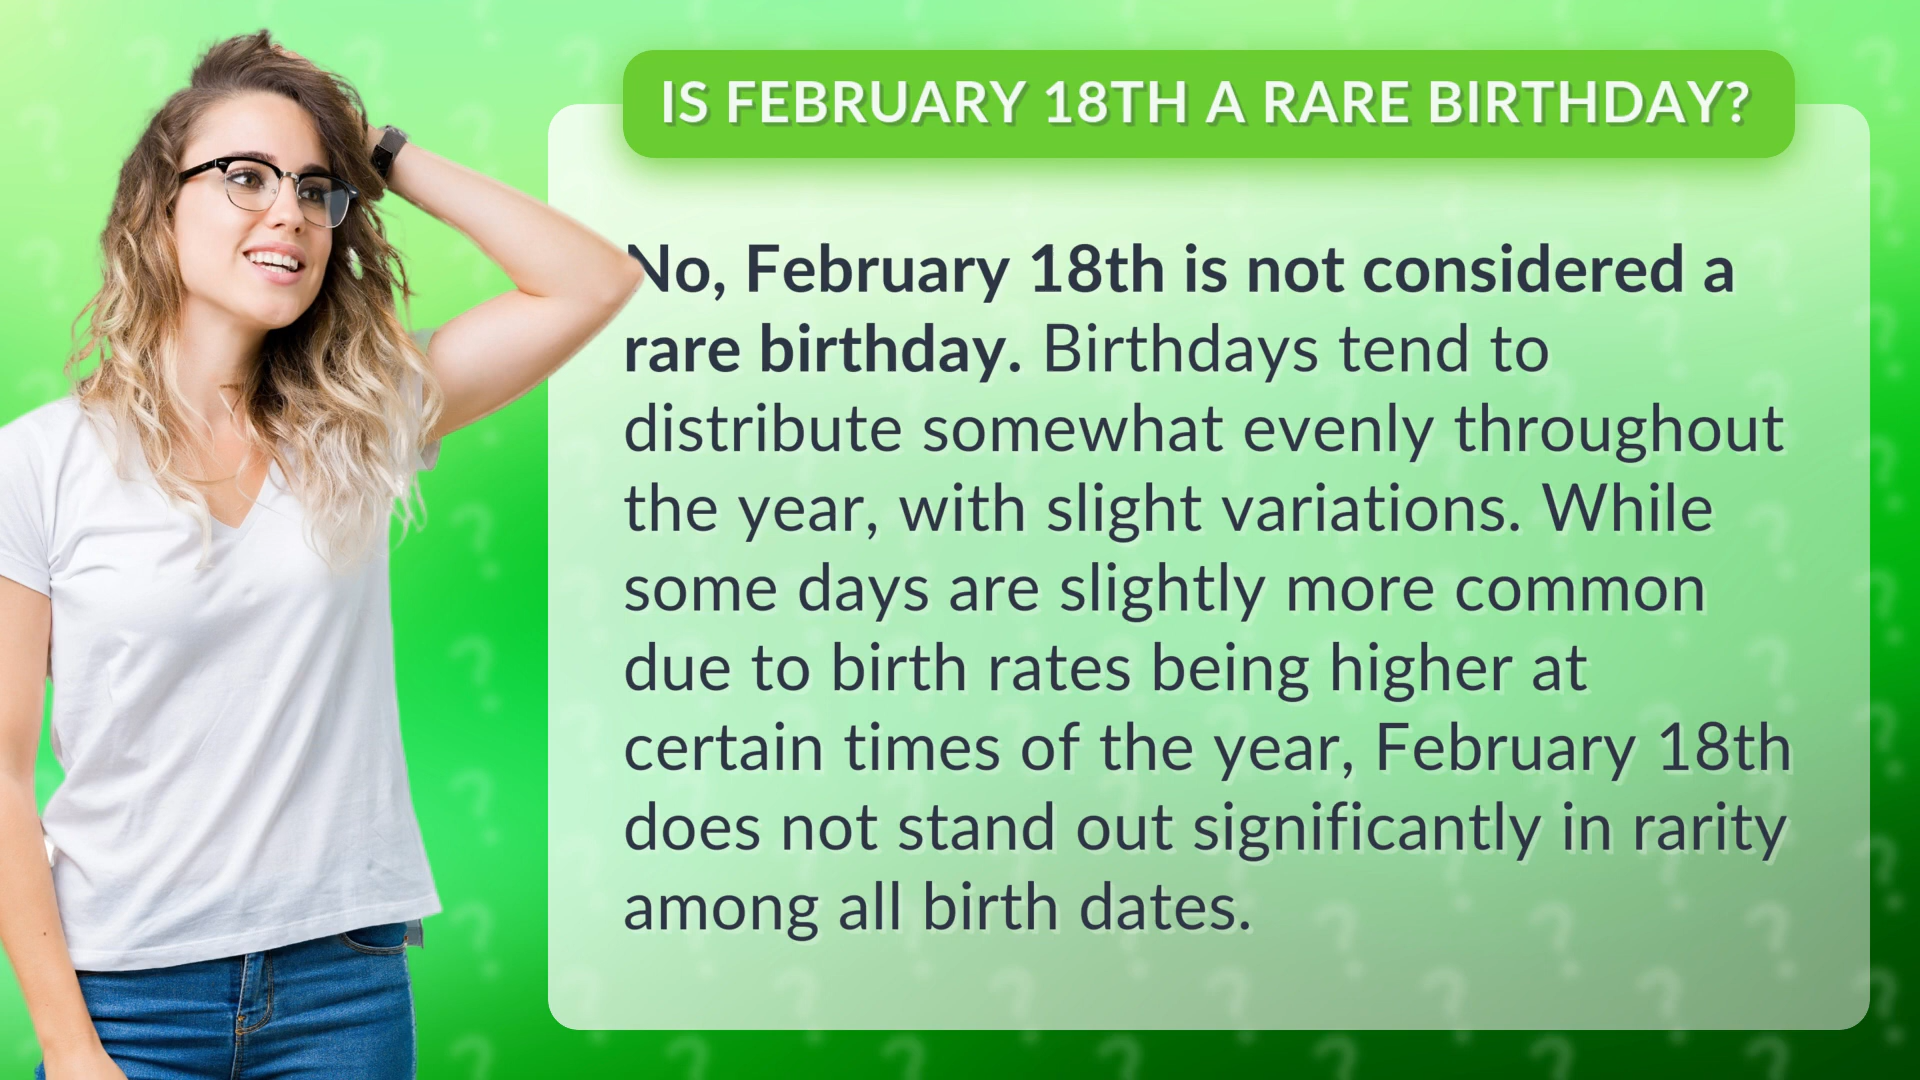 IS FEBRUARY 18TH A RARE BIRTHDAY?
No, February 18th is not considered a
rare birthday. Birthdays tend to
distribute somewhat evenly throughout
the year, with slight variations. While
some days are slightly more common
due to birth rates being higher at
certain times of the year, February 18th
does not stand out significantly in rarity
among all birth dates.